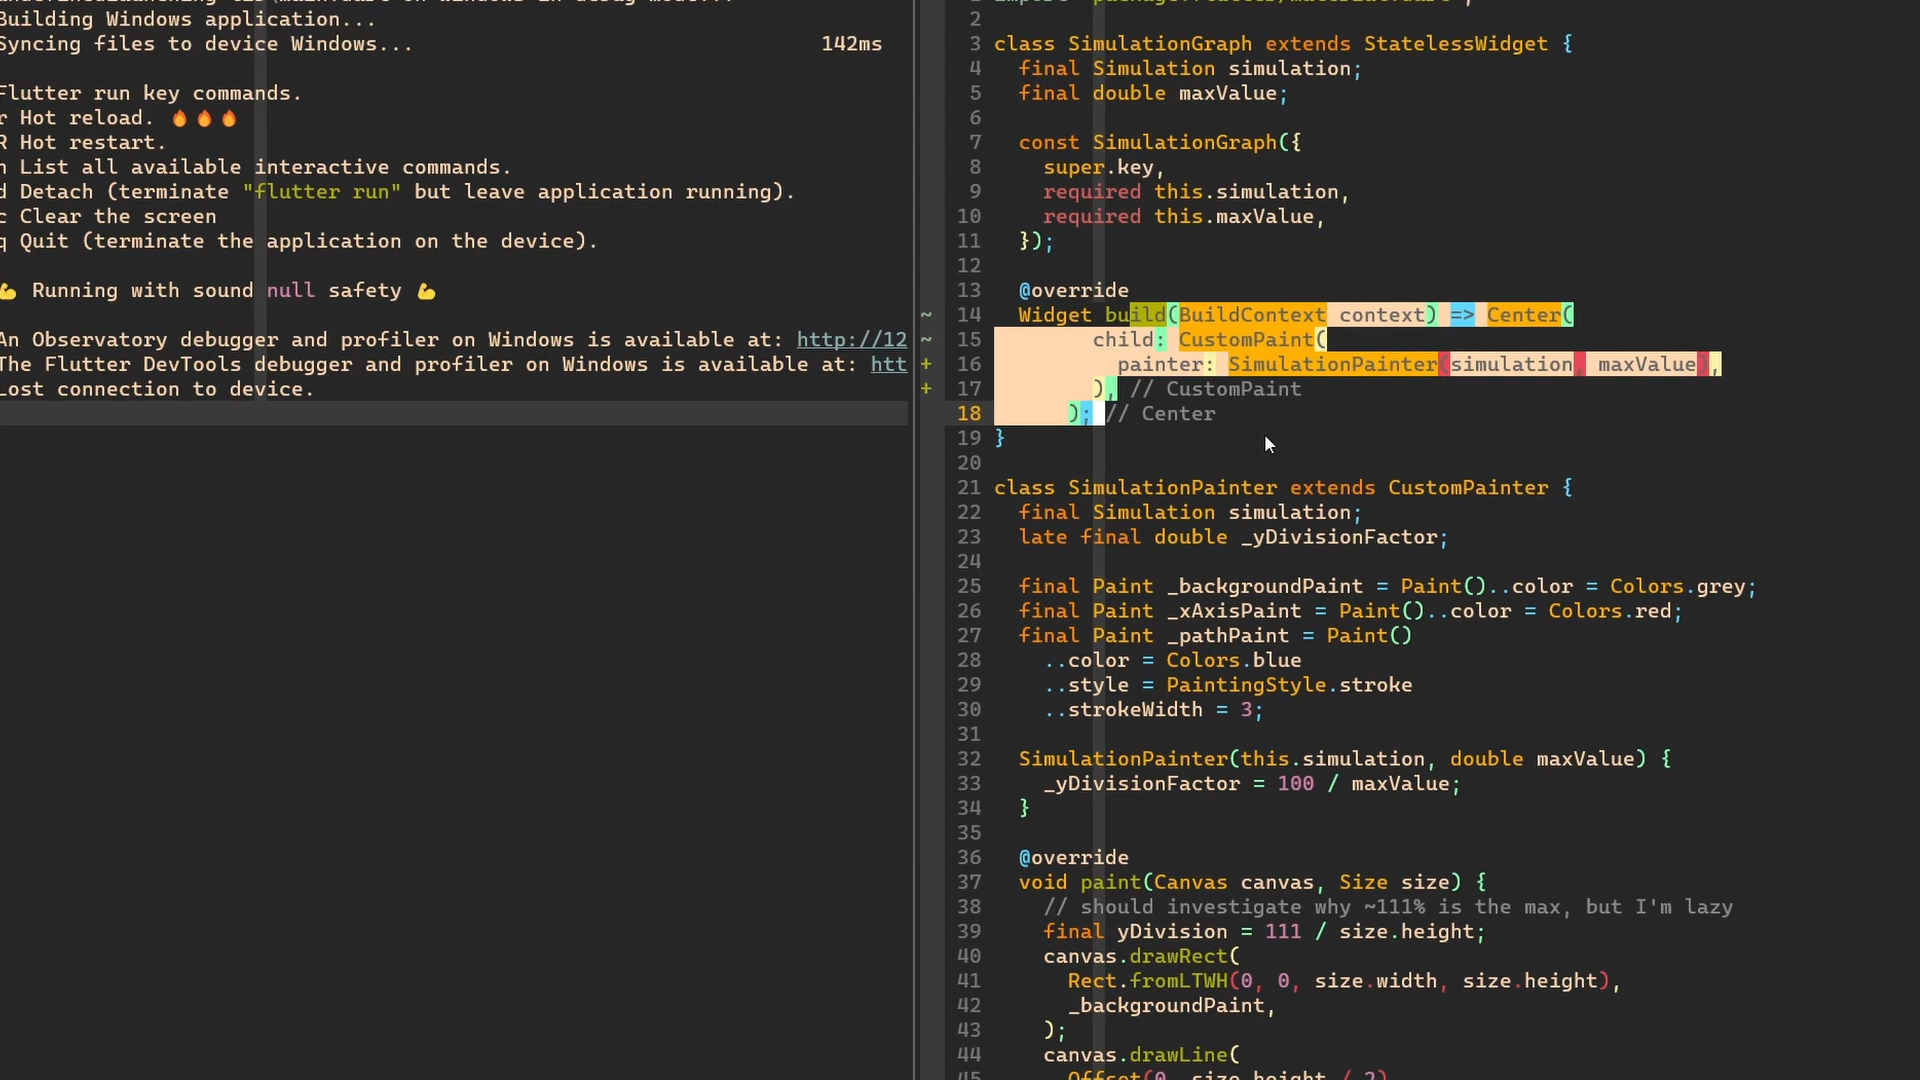 Building Windows application...
Syncing files to device Windows... 142ms
Flutter run key commands.
r Hot reload. 🔥🔥🔥
R Hot restart.
h List all available interactive commands.
d Detach (terminate "flutter run" but leave application running).
c Clear the screen
q Quit (terminate the application on the device).
💪 Running with sound null safety 💪
An Observatory debugger and profiler on Windows is available at: http://12
The Flutter DevTools debugger and profiler on Windows is available at: htt
Lost connection to device.
2
3 class SimulationGraph extends StatelessWidget {
4 final Simulation simulation;
5 final double maxValue;
6
7 const SimulationGraph({
8 super.key,
9 required this.simulation,
10 required this.maxValue,
11 });
12
13 @override
~ 14 Widget build(BuildContext context) => Center(
~ 15 child: CustomPaint(
+ 16 painter: SimulationPainter(simulation, maxValue),
+ 17 ), // CustomPaint
18 ); // Center
19 }
20
21 class SimulationPainter extends CustomPainter {
22 final Simulation simulation;
23 late final double _yDivisionFactor;
24
25 final Paint _backgroundPaint = Paint()..color = Colors.grey;
26 final Paint _xAxisPaint = Paint()..color = Colors.red;
27 final Paint _pathPaint = Paint()
28 ..color = Colors.blue
29 ..style = PaintingStyle.stroke
30 ..strokeWidth = 3;
31
32 SimulationPainter(this.simulation, double maxValue) {
33 _yDivisionFactor = 100 / maxValue;
34 }
35
36 @override
37 void paint(Canvas canvas, Size size) {
38 // should investigate why ~111% is the max, but I'm lazy
39 final yDivision = 111 / size.height;
40 canvas.drawRect(
41 Rect.fromLTWH(0, 0, size.width, size.height),
42 _backgroundPaint,
43 );
44 canvas.drawLine(
45 Offset(0, size.height / 2)